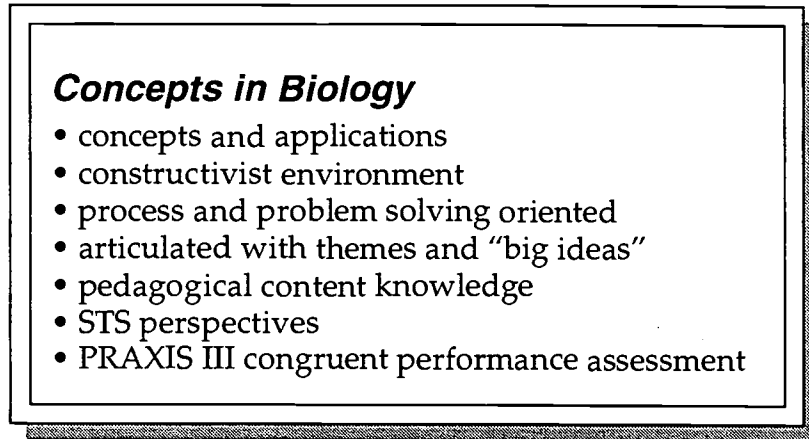 Concepts in Biology
• concepts and applications
• constructivist environment
• process and problem solving oriented
• articulated with themes and "big ideas"
• pedagogical content knowledge
• STS perspectives
• PRAXIS III congruent performance assessment